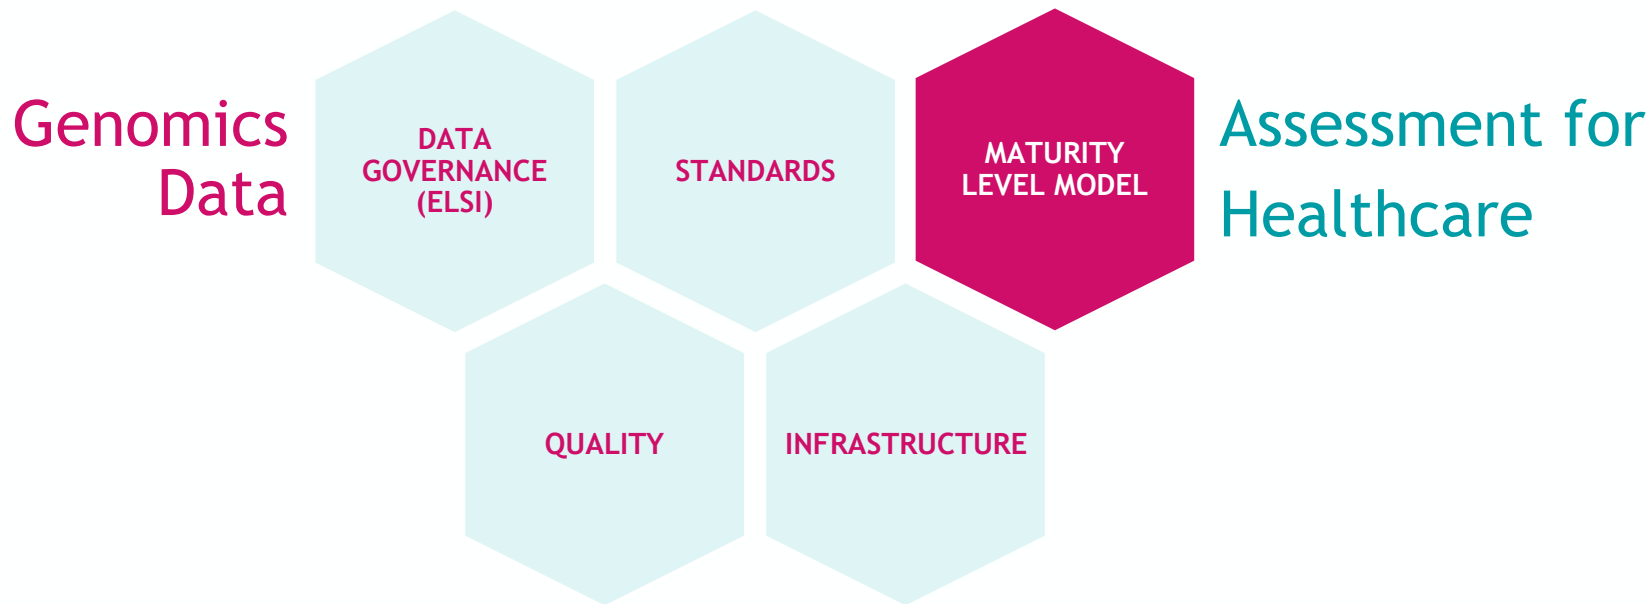 Genomics
Data
DATA
GOVERNANCE
(ELSI)
STANDARDS
MATURITY
LEVEL MODEL
Assessment for
Healthcare
QUALITY
INFRASTRUCTURE